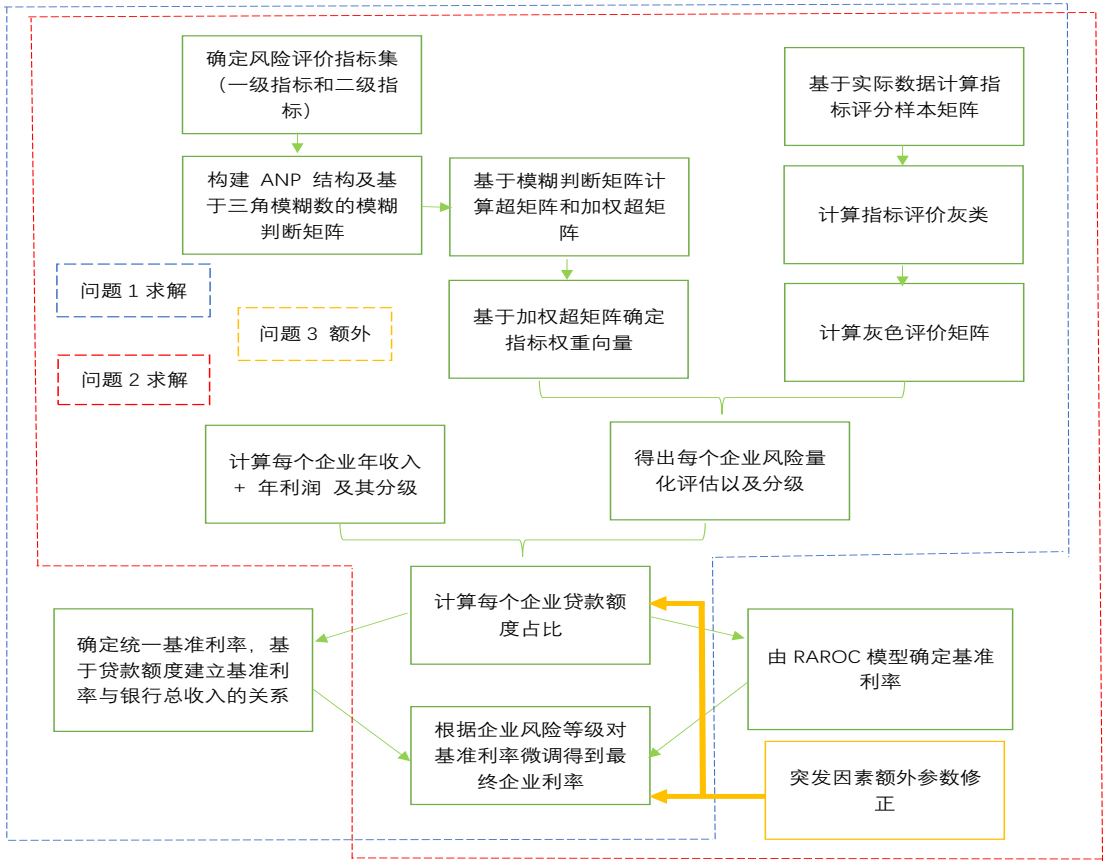 确定风险评价指标集
（一级指标和二级指
标）
基于实际数据计算指
标评分样本矩阵
构建 ANP 结构及基
于三角模糊数的模糊
判断矩阵
基于模糊判断矩阵计
算超矩阵和加权超矩
阵
计算指标评价灰类
问题 1 求解
问题 3 额外
问题 2 求解
基于加权超矩阵确定
指标权重向量
计算灰色评价矩阵
计算每个企业年收入
+ 年利润 及其分级
得出每个企业风险量
化评估以及分级
计算每个企业贷款额
度占比
确定统一基准利率，基
于贷款额度建立基准利
率与银行总收入的关系
由 RAROC 模型确定基准
利率
根据企业风险等级对
基准利率微调得到最
终企业利率
突发因素额外参数修
正